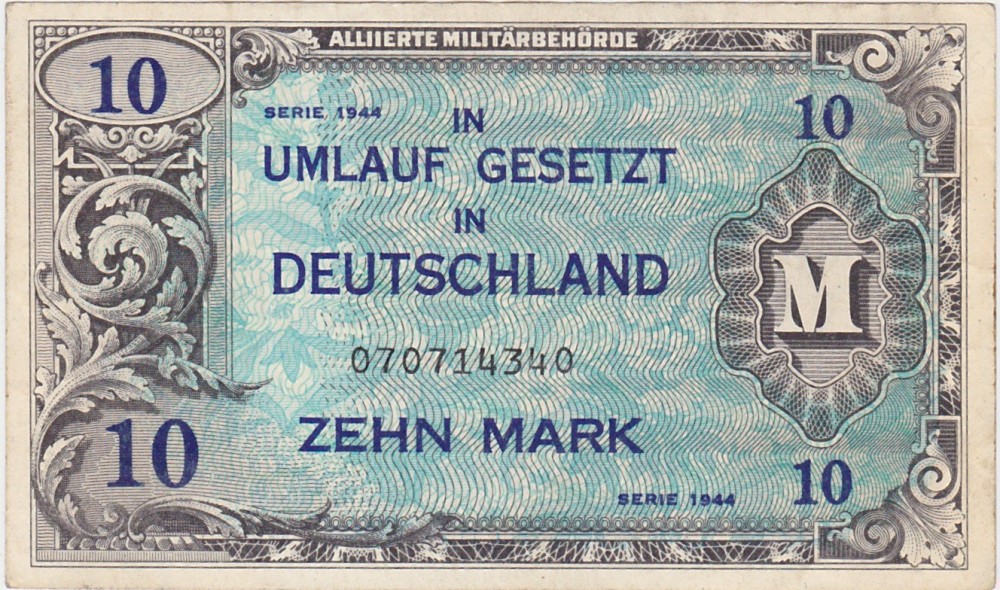 ALLIIERTE MILITÄRBEHÖRDE
10
SERIE 1944
10
IN
UMLAUF GESETZT
IN
DEUTSCHLAND
M
070714340
ZEHN MARK
10
10
SERIE 1944